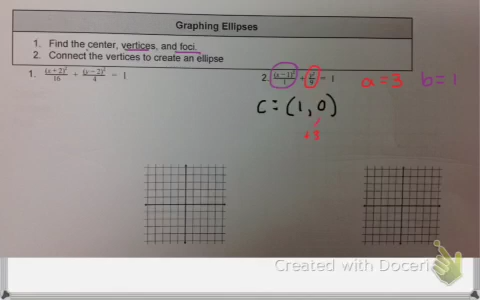 Graphing Ellipses
1. Find the center, vertices, and foci.
2. Connect the vertices to create an ellipse
1. (x + 2)²/16 + (y − 2)²/4 = 1
2. (x − 1)²/1 + y²/9 = 1 a = 3 b = 1
C = (1, 0)
+3
Created with Doceri